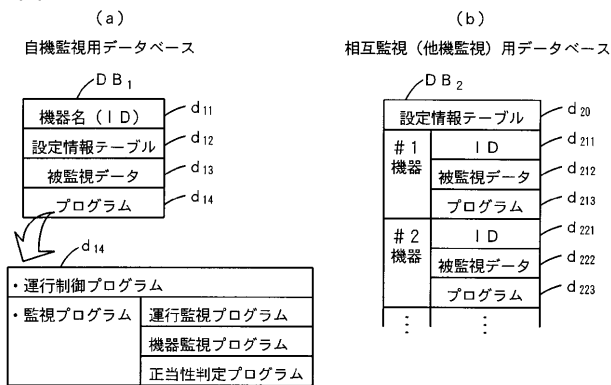 (a)
自機監視用データベース
DB1
機器名（ID）
d11
設定情報テーブル
d12
被監視データ
d13
プログラム
d14
d14
・運行制御プログラム
・監視プログラム
運行監視プログラム
機器監視プログラム
正当性判定プログラム
(b)
相互監視（他機監視）用データベース
DB2
設定情報テーブル
d20
#1
機器
ID
d211
被監視データ
d212
プログラム
d213
#2
機器
ID
d221
被監視データ
d222
プログラム
d223
⋮
⋮